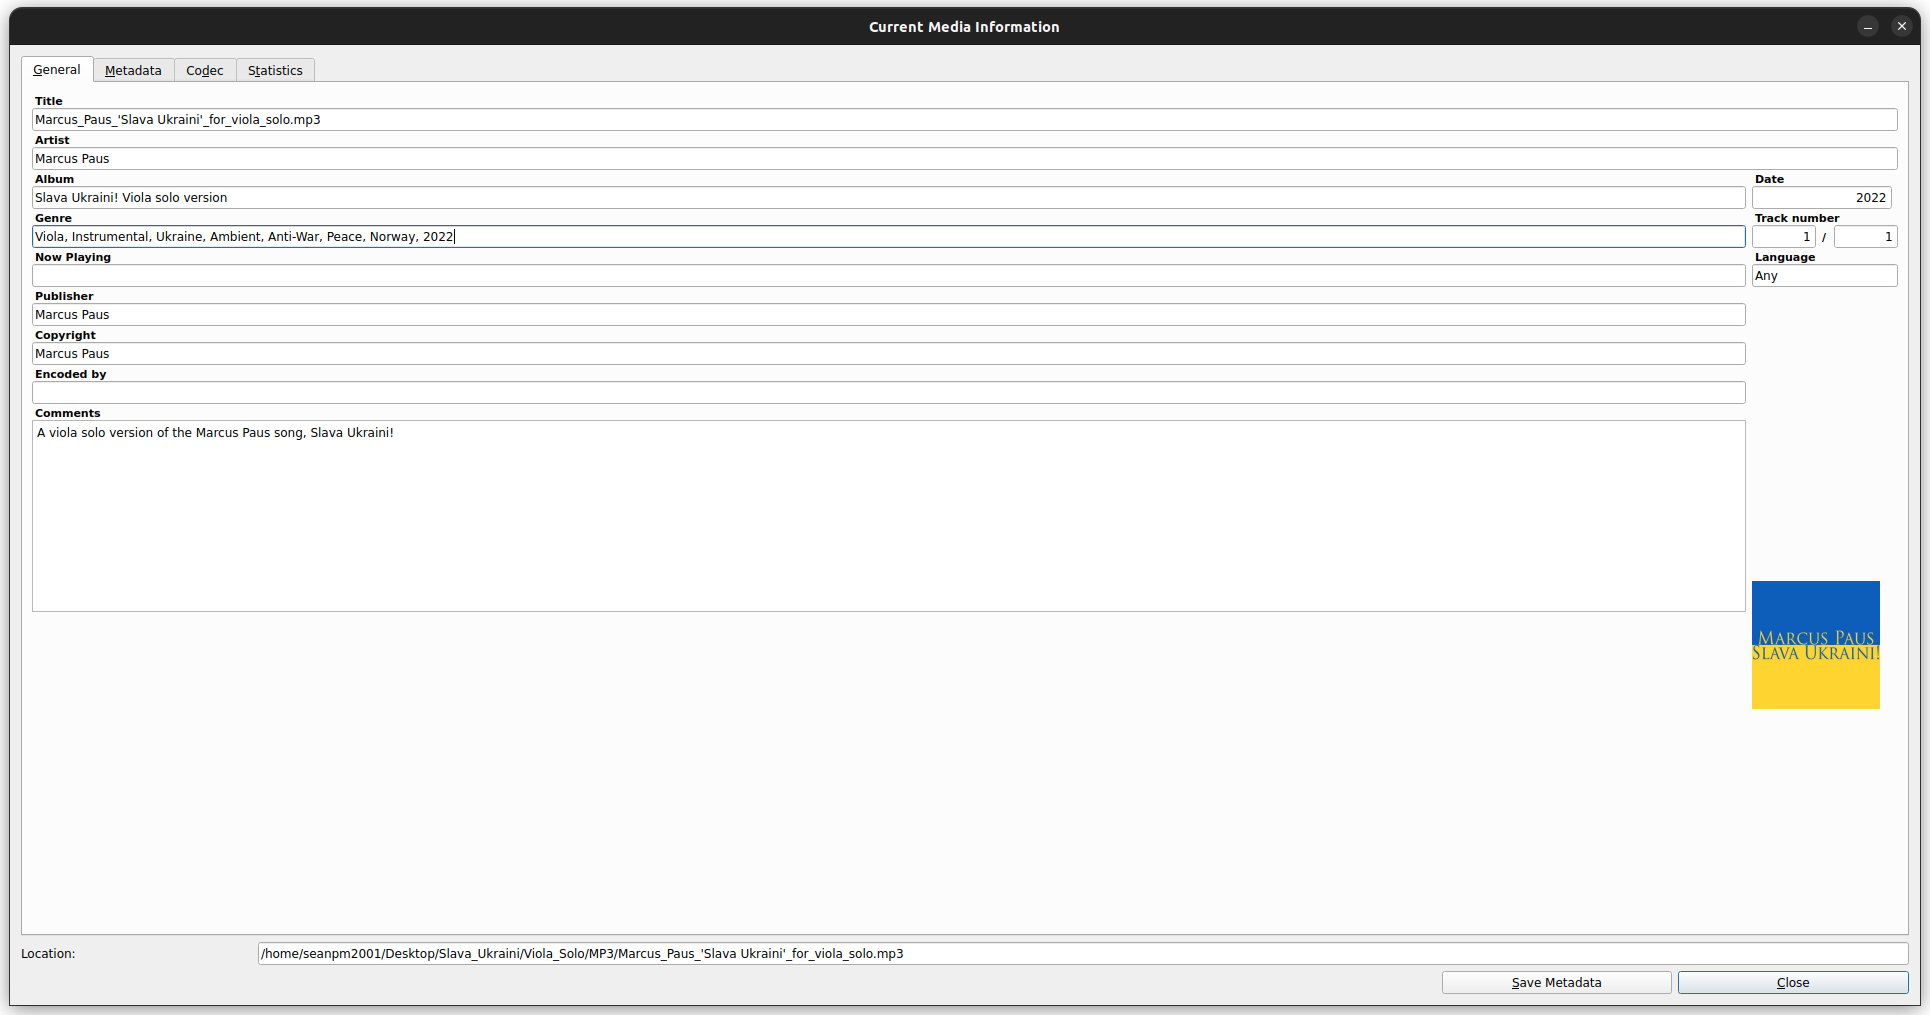 Current Media Information
General Metadata Codec Statistics
Title
Marcus_Paus_'Slava Ukraini'_for_viola_solo.mp3
Artist
Marcus Paus
Album
Slava Ukraini! Viola solo version
Date
2022
Genre
Viola, Instrumental, Ukraine, Ambient, Anti-War, Peace, Norway, 2022
Track number
1 / 1
Now Playing
Language
Any
Publisher
Marcus Paus
Copyright
Marcus Paus
Encoded by
Comments
A viola solo version of the Marcus Paus song, Slava Ukraini!
Marcus Paus
Slava Ukraini!
Location: /home/seanpm2001/Desktop/Slava_Ukraini/Viola_Solo/MP3/Marcus_Paus_'Slava Ukraini'_for_viola_solo.mp3
Save Metadata Close